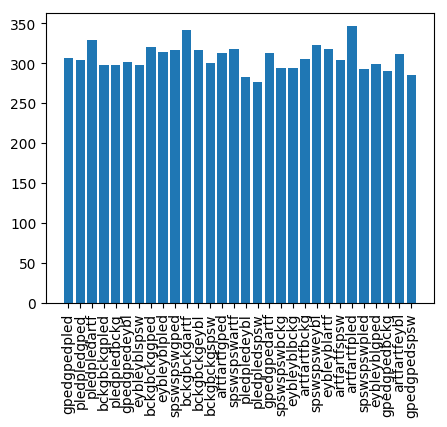 350
300
250
200
150
100
50
0
gpedgpedpled
pledpledgped
pledpledartf
bckgbckgpled
pledpledbckg
gpedgpedeybl
eybleyblspsw
bckgbckggped
eybleyblpled
spswspswgped
bckgbckgartf
bckgbckgeybl
bckgbckgspsw
artfartfgped
spswspswartf
pledpledeybl
pledpledspsw
gpedgpedartf
spswspswbckg
eybleyblbckg
artfartfbckg
spswspsweybl
eybleyblartf
artfartfspsw
artfartfpled
spswspswpled
eybleyblgped
gpedgpedbckg
artfartfeybl
gpedgpedspsw